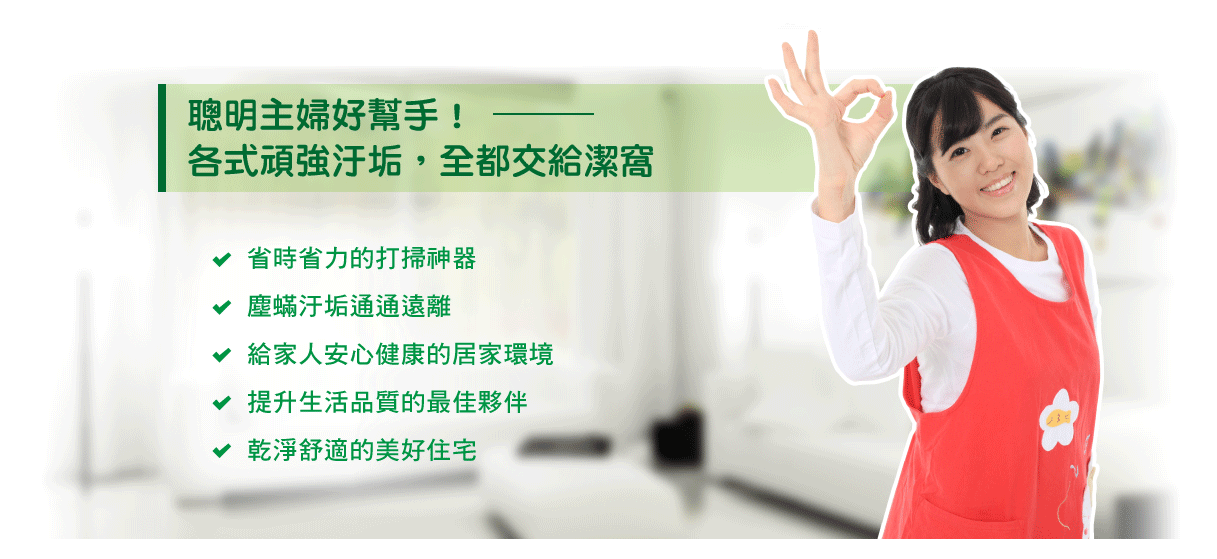 聰明主婦好幫手！
各式頑強汙垢，全都交給潔窩
省時省力的打掃神器
塵蟎汙垢通通遠離
給家人安心健康的居家環境
提升生活品質的最佳夥伴
乾淨舒適的美好住宅